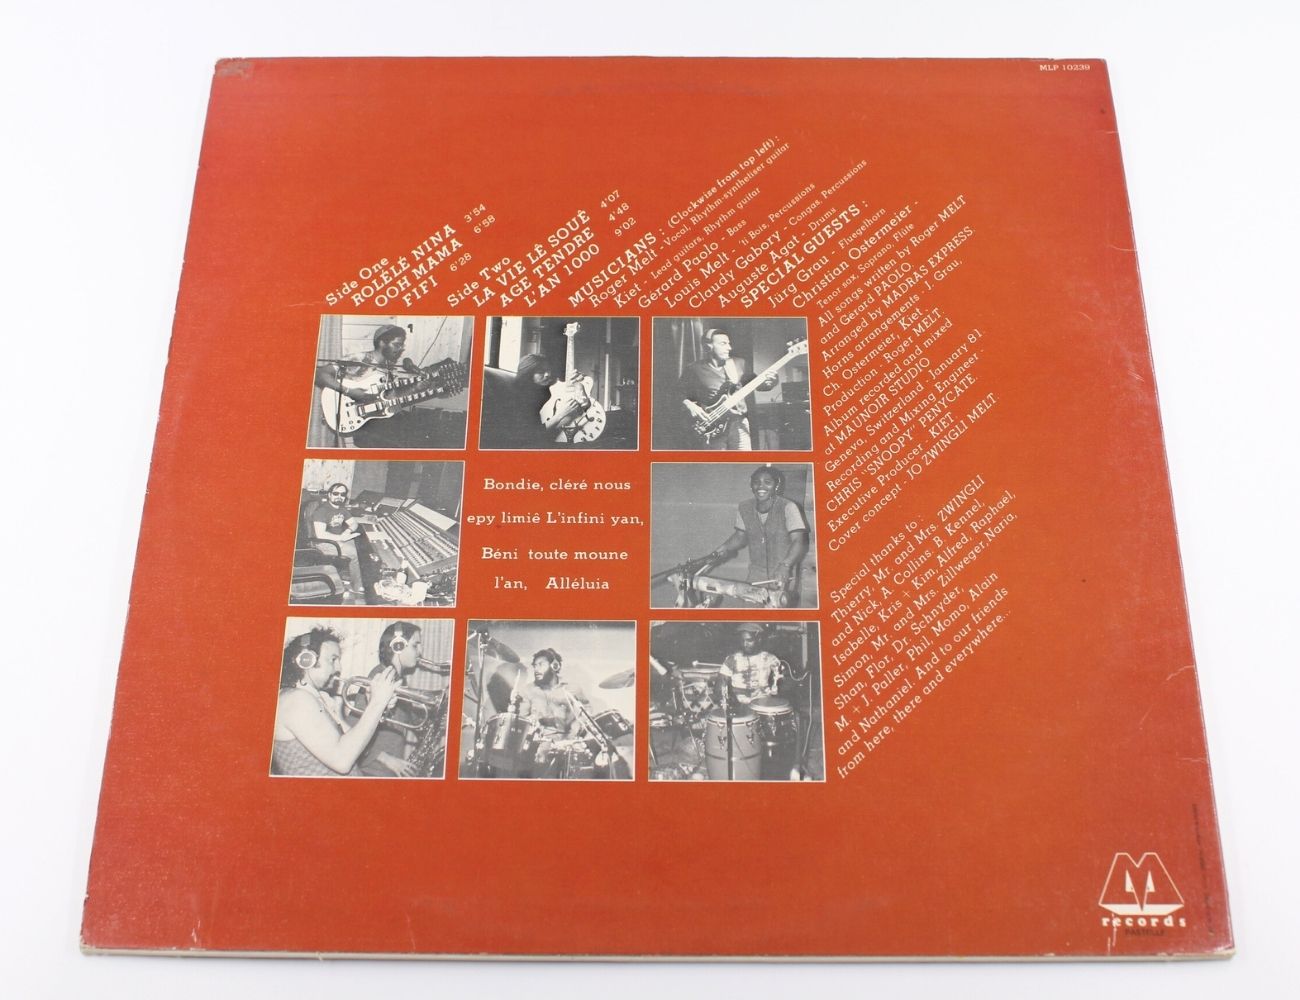 MLP 10239
Side One
ROLÉLÉ NINA 3'54
OOH MAMA 6'58
FIFI 6'28
Side Two
LA VIE LÊ SOUÊ 4'07
AGE TENDRE 4'48
L'AN 1000 9'02
MUSICIANS : (Clockwise from top left) :
Roger Melt - Vocal, Rhythm-syntheliser guitar
Kiet - Lead guitars, Rhythm guitar
Gérard Paolo - Bass
Louis Melt - 'ti Bois, Percussions
Claudy Gabory - Congas, Percussions
Auguste Agat - Drums
SPECIAL GUESTS :
Jürg Grau - Fluegelhorn
Christian Ostermeier -
Tenor sax, Soprano, Flute
All songs written by Roger MELT
and Gérard PAOLO.
Arranged by MADRAS EXPRESS.
Horns arrangements - J. Grau,
Ch. Ostermeier, Kiet .
Production - Roger MELT
Album recorded and mixed
at MAUNOIR STUDIO
Geneva, Switzerland - January 81.
Recording and Mixing Engineer -
CHRIS "SNOOPY" PENYCATE.
Executive Producer - KIET
Cover concept - JO ZWINGLI MELT
Special thanks to :
Thierry, Mr. and Mrs. ZWINGLI
and Nick, A. Collins. B. Kennel,
Isabelle, Kris + Kim, Alfred, Raphaël,
Simon, Mr. and Mrs. Zillweger, Naria,
Shan, Flor, Dr. Schnyder,
M. + J. Paller, Phil, Momo, Alain
and Nathaniel. And to our friends
from here, there and everywhere...
Bondie, cléré nous
epy limiê L'infini yan,
Béni toute moune
l'an, Alléluia
M
records
PASTELLE